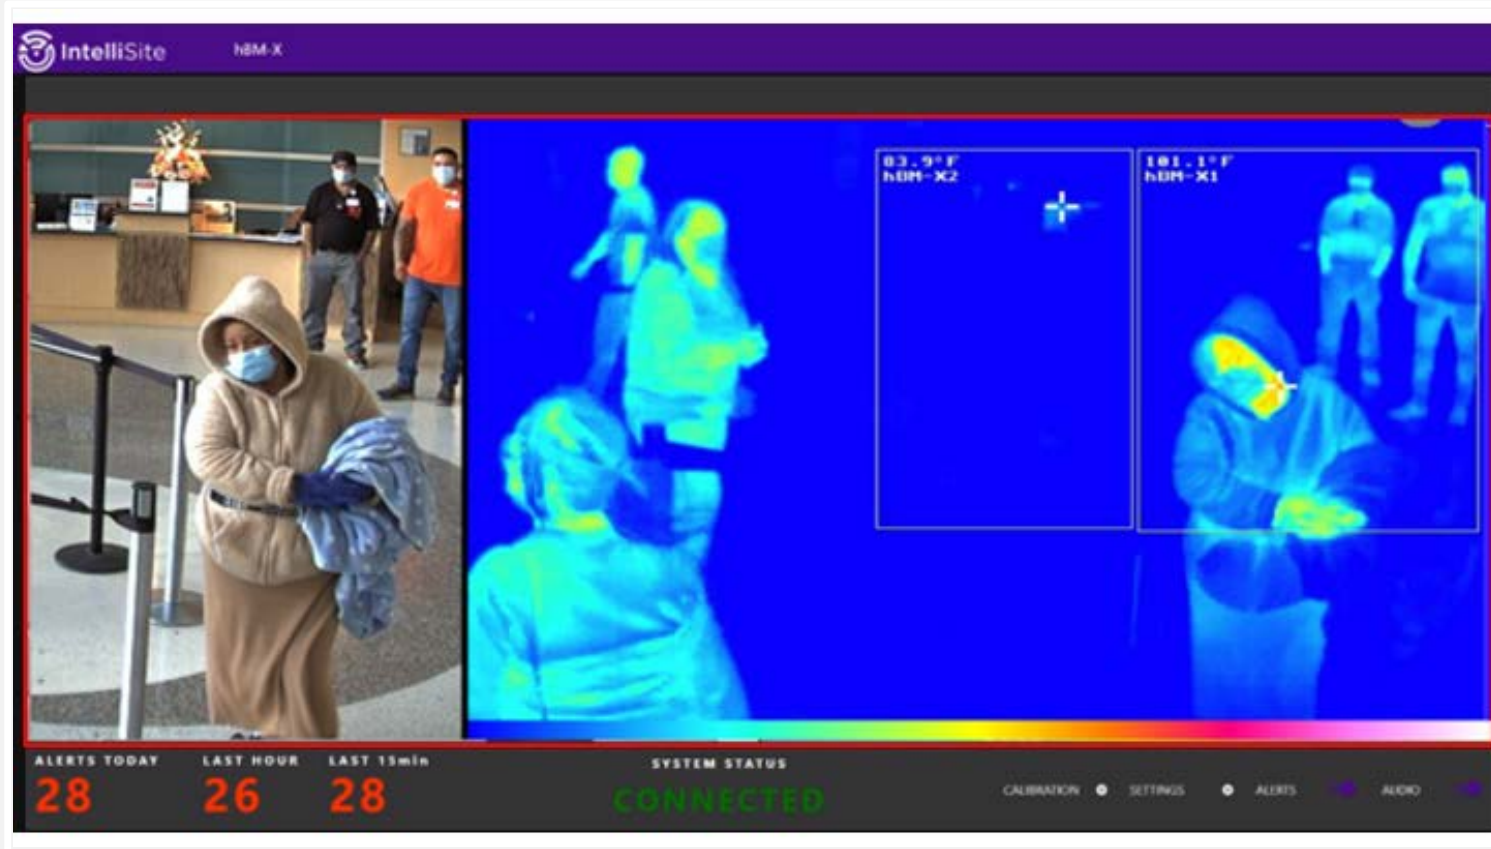 IntelliSite
hBM-X
83.9°F
hBM-X2
101.1°F
hBM-X1
ALERTS TODAY
LAST HOUR
LAST 15min
28
26
28
SYSTEM STATUS
CONNECTED
CALIBRATION
SETTINGS
ALERTS
AUDIO